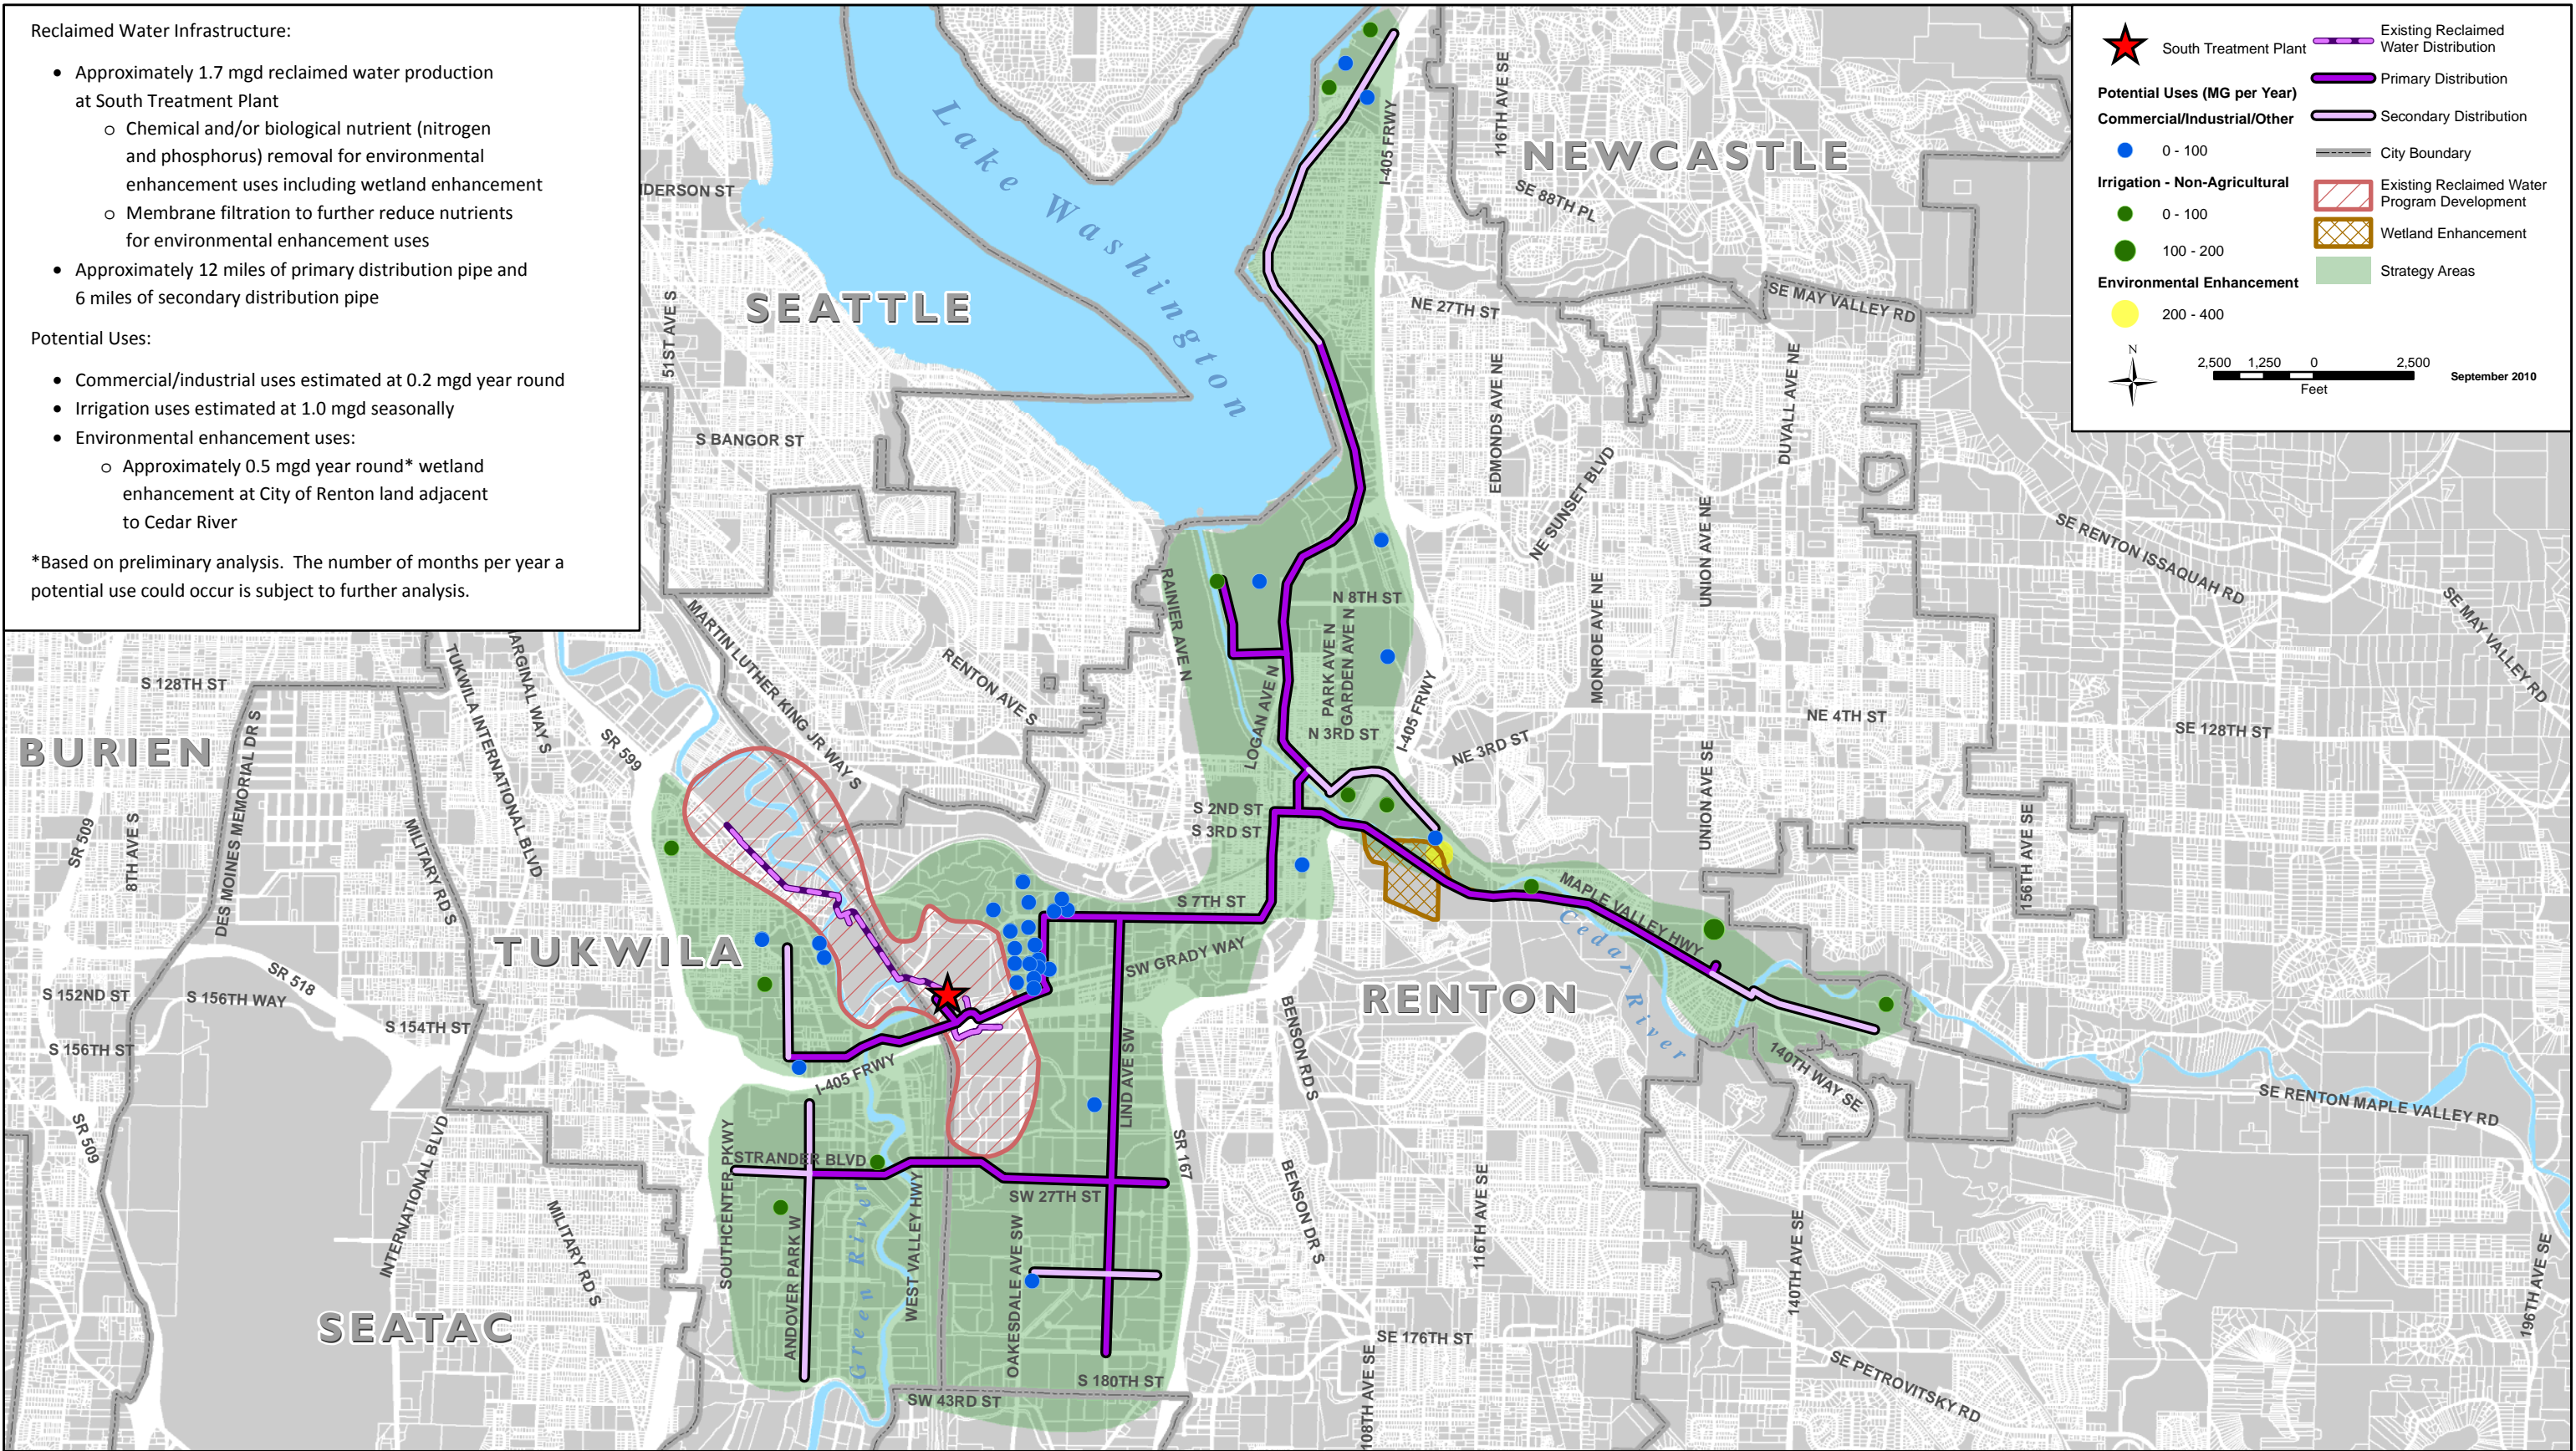 Reclaimed Water Infrastructure:
• Approximately 1.7 mgd reclaimed water production
at South Treatment Plant
o Chemical and/or biological nutrient (nitrogen
and phosphorus) removal for environmental
enhancement uses including wetland enhancement
o Membrane filtration to further reduce nutrients
for environmental enhancement uses
• Approximately 12 miles of primary distribution pipe and
6 miles of secondary distribution pipe
Potential Uses:
• Commercial/industrial uses estimated at 0.2 mgd year round
• Irrigation uses estimated at 1.0 mgd seasonally
• Environmental enhancement uses:
o Approximately 0.5 mgd year round* wetland
enhancement at City of Renton land adjacent
to Cedar River
*Based on preliminary analysis. The number of months per year a
potential use could occur is subject to further analysis.
South Treatment Plant
Potential Uses (MG per Year)
Commercial/Industrial/Other
0 - 100
Irrigation - Non-Agricultural
0 - 100
100 - 200
Environmental Enhancement
200 - 400
Existing Reclaimed
Water Distribution
Primary Distribution
Secondary Distribution
City Boundary
Existing Reclaimed Water
Program Development
Wetland Enhancement
Strategy Areas
N
2,500 1,250 0 2,500
Feet
September 2010
Lake Washington
NEWCASTLE
SEATTLE
BURIEN
TUKWILA
RENTON
SEATAC
Cedar River
Green River
DERSON ST
51ST AVE S
S BANGOR ST
116TH AVE SE
I-405 FRWY
SE 88TH PL
NE 27TH ST
SE MAY VALLEY RD
EDMONDS AVE NE
DUVALL AVE NE
NE SUNSET BLVD
UNION AVE NE
SE RENTON ISSAQUAH RD
SE MAY VALLEY RD
MONROE AVE NE
RAINIER AVE N
N 8TH ST
PARK AVE N
GARDEN AVE N
LOGAN AVE N
N 3RD ST
I-405 FRWY
NE 3RD ST
NE 4TH ST
SE 128TH ST
UNION AVE SE
156TH AVE SE
S 128TH ST
DES MOINES MEMORIAL DR S
TUKWILA INTERNATIONAL BLVD
ARGINAL WAY S
SR 599
MARTIN LUTHER KING JR WAY S
RENTON AVE S
S 2ND ST
S 3RD ST
S 7TH ST
SW GRADY WAY
MAPLE VALLEY HWY
SR 509
8TH AVE S
MILITARY RD S
SR 518
S 152ND ST
S 156TH WAY
S 154TH ST
S 156TH ST
SR 509
INTERNATIONAL BLVD
MILITARY RD S
I-405 FRWY
SOUTHCENTER PKWY
STRANDER BLVD
ANDOVER PARK W
WEST VALLEY HWY
OAKESDALE AVE SW
SW 27TH ST
LIND AVE SW
SR 167
BENSON RD S
BENSON DR S
116TH AVE SE
S 180TH ST
SW 43RD ST
SE 176TH ST
108TH AVE SE
140TH WAY SE
140TH AVE SE
SE RENTON MAPLE VALLEY RD
SE PETROVITSKY RD
196TH AVE SE